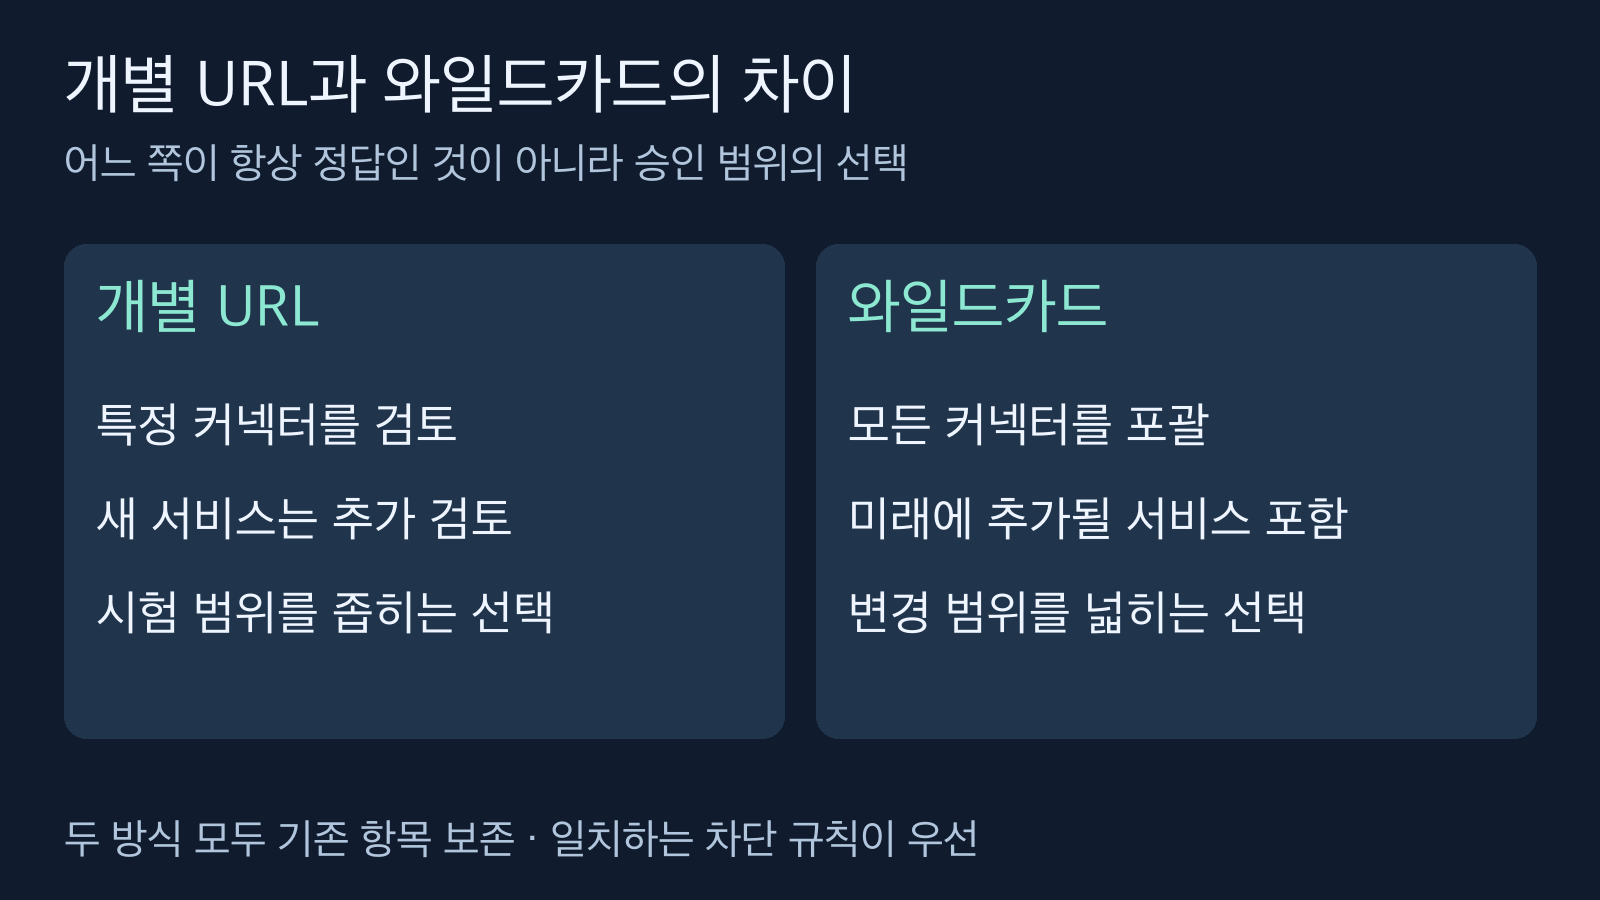 개별 URL과 와일드카드의 차이
어느 쪽이 항상 정답인 것이 아니라 승인 범위의 선택
개별 URL
특정 커넥터를 검토
새 서비스는 추가 검토
시험 범위를 좁히는 선택
와일드카드
모든 커넥터를 포괄
미래에 추가될 서비스 포함
변경 범위를 넓히는 선택
두 방식 모두 기존 항목 보존 · 일치하는 차단 규칙이 우선